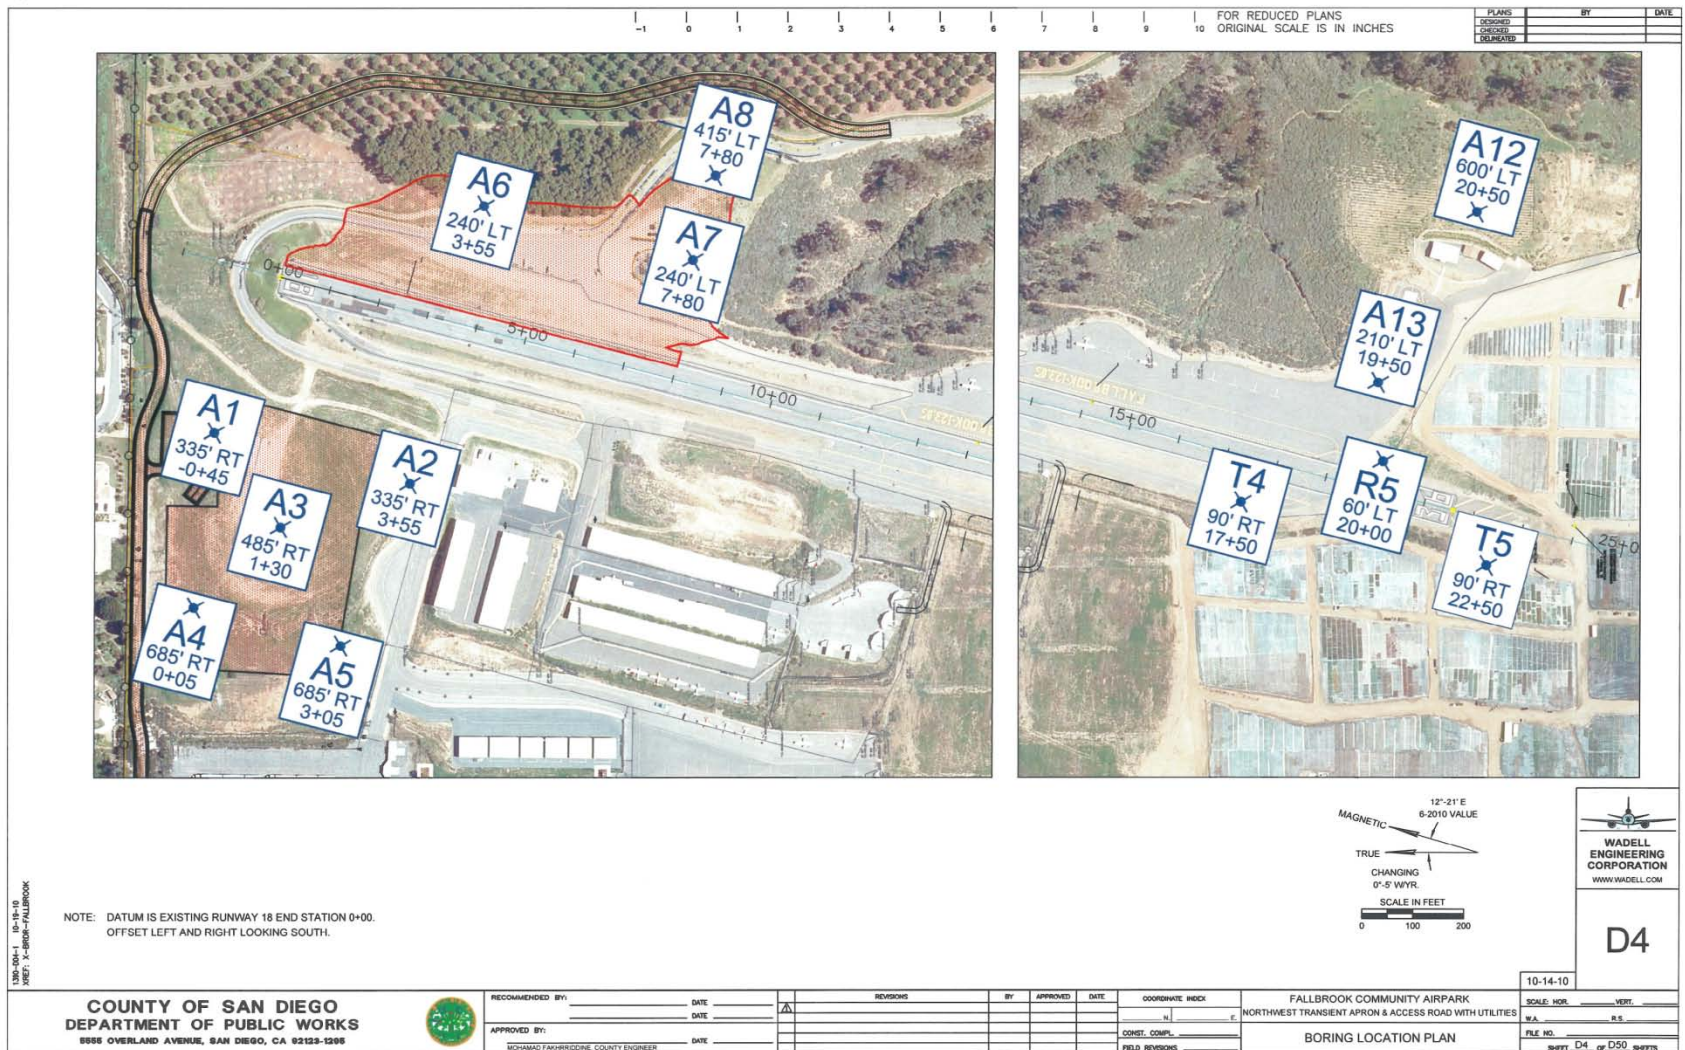 -1 0 1 2 3 4 5 6 7 8 9 10
FOR REDUCED PLANS
ORIGINAL SCALE IS IN INCHES
PLANS BY DATE
DESIGNED
CHECKED
DELINEATED
A8
415' LT
7+80
A6
240' LT
3+55
A7
240' LT
7+80
0+00
5+00
10+00
A1
335' RT
-0+45
A2
335' RT
3+55
A3
485' RT
1+30
A4
685' RT
0+05
A5
685' RT
3+05
A12
600' LT
20+50
A13
210' LT
19+50
15+00
T4
90' RT
17+50
R5
60' LT
20+00
T5
90' RT
22+50
25+0
12°-21' E
6-2010 VALUE
MAGNETIC
TRUE
CHANGING
0°-5' W/YR.
SCALE IN FEET
0 100 200
WADELL
ENGINEERING
CORPORATION
WWW.WADELL.COM
D4
10-14-10
NOTE: DATUM IS EXISTING RUNWAY 18 END STATION 0+00.
OFFSET LEFT AND RIGHT LOOKING SOUTH.
XREF: X-BRDR-FALLBROOK
COUNTY OF SAN DIEGO
DEPARTMENT OF PUBLIC WORKS
5555 OVERLAND AVENUE, SAN DIEGO, CA 92123-1295
RECOMMENDED BY:
DATE
DATE
APPROVED BY:
DATE
MOHAMAD FAKHRRIDDINE, COUNTY ENGINEER
REVISIONS BY APPROVED DATE
COORDINATE INDEX
N. E.
CONST. COMPL.
FIELD REVISIONS
FALLBROOK COMMUNITY AIRPARK
NORTHWEST TRANSIENT APRON & ACCESS ROAD WITH UTILITIES
BORING LOCATION PLAN
SCALE: HOR. VERT.
W.A. R.S.
FILE NO.
SHEET D4 OF D50 SHEETS